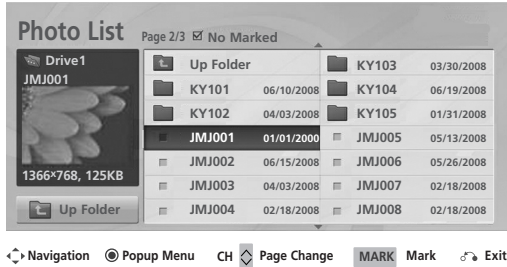 Photo List Page 2/3 No Marked
Drive1
JMJ001
1366×768, 125KB
Up Folder
Up Folder
KY101 06/10/2008
KY102 04/03/2008
JMJ001 01/01/2000
JMJ002 06/15/2008
JMJ003 04/03/2008
JMJ004 02/18/2008
KY103 03/30/2008
KY104 06/19/2008
KY105 01/31/2008
JMJ005 05/13/2008
JMJ006 05/26/2008
JMJ007 02/18/2008
JMJ008 02/18/2008
Navigation Popup Menu CH Page Change MARK Mark Exit